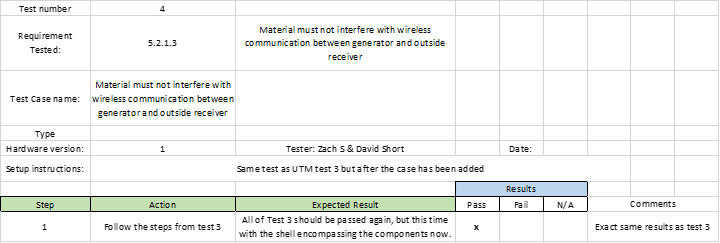 Test number 4
Requirement Tested: 5.2.1.3 Material must not interfere with wireless
communication between generator and outside
receiver
Test Case name: Material must not interfere with
wireless communication between
generator and outside receiver
Type
Hardware version: 1 Tester: Zach S & David Short Date:
Setup instructions: Same test as UTM test 3 but after the case has been added
Results
Step Action Expected Result Pass Fail N/A Comments
1 Follow the steps from test 3 All of Test 3 should be passed again, but this time
with the shell encompassing the components now. x Exact same results as test 3